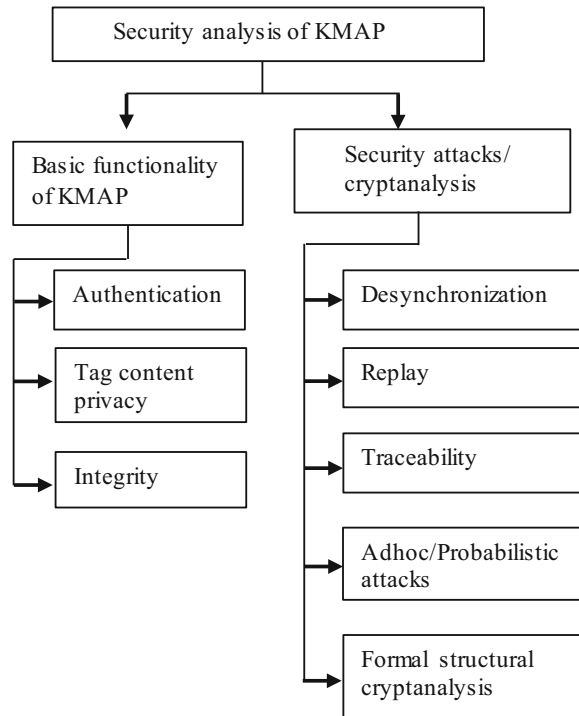 Security analysis of KMAP
Basic functionality
of KMAP
Authentication
Tag content
privacy
Integrity
Security attacks/
cryptanalysis
Desynchronization
Replay
Traceability
Adhoc/Probabilistic
attacks
Formal structural
cryptanalysis